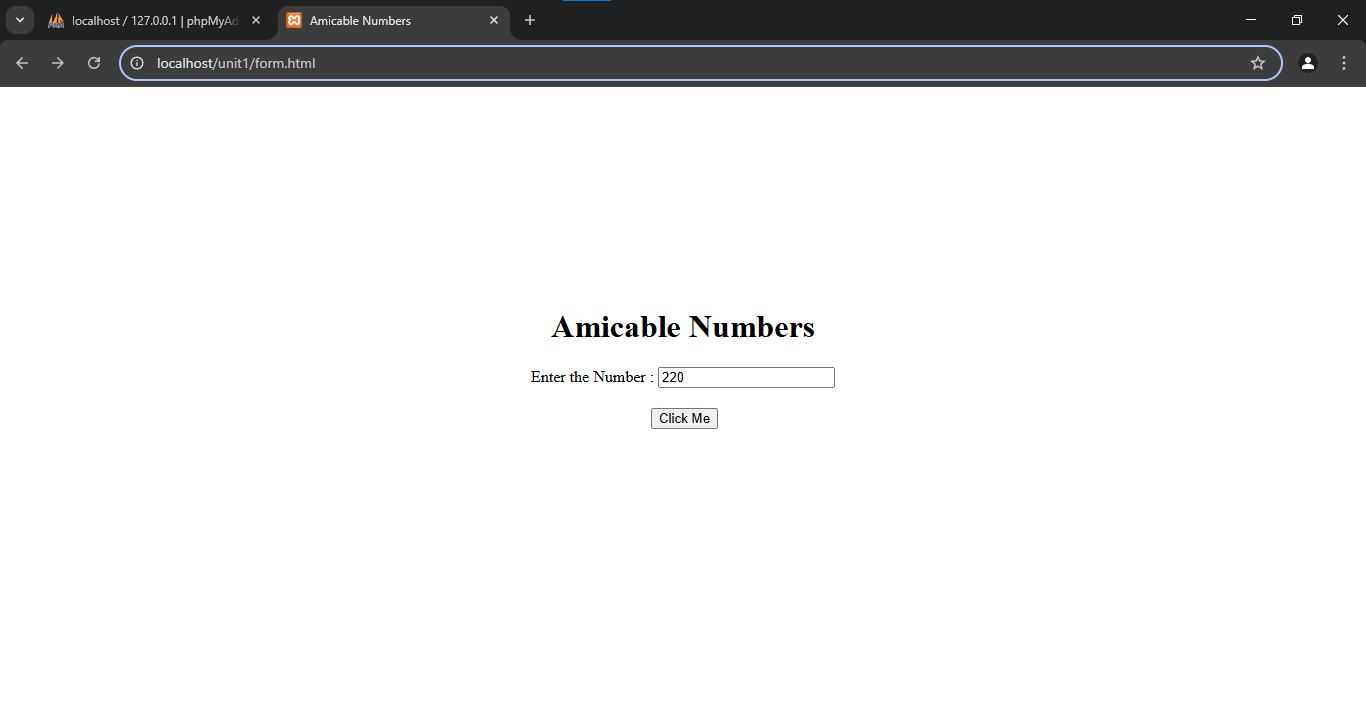 localhost / 127.0.0.1 | phpMyAd
Amicable Numbers
localhost/unit1/form.html
Amicable Numbers
Enter the Number : 220
Click Me